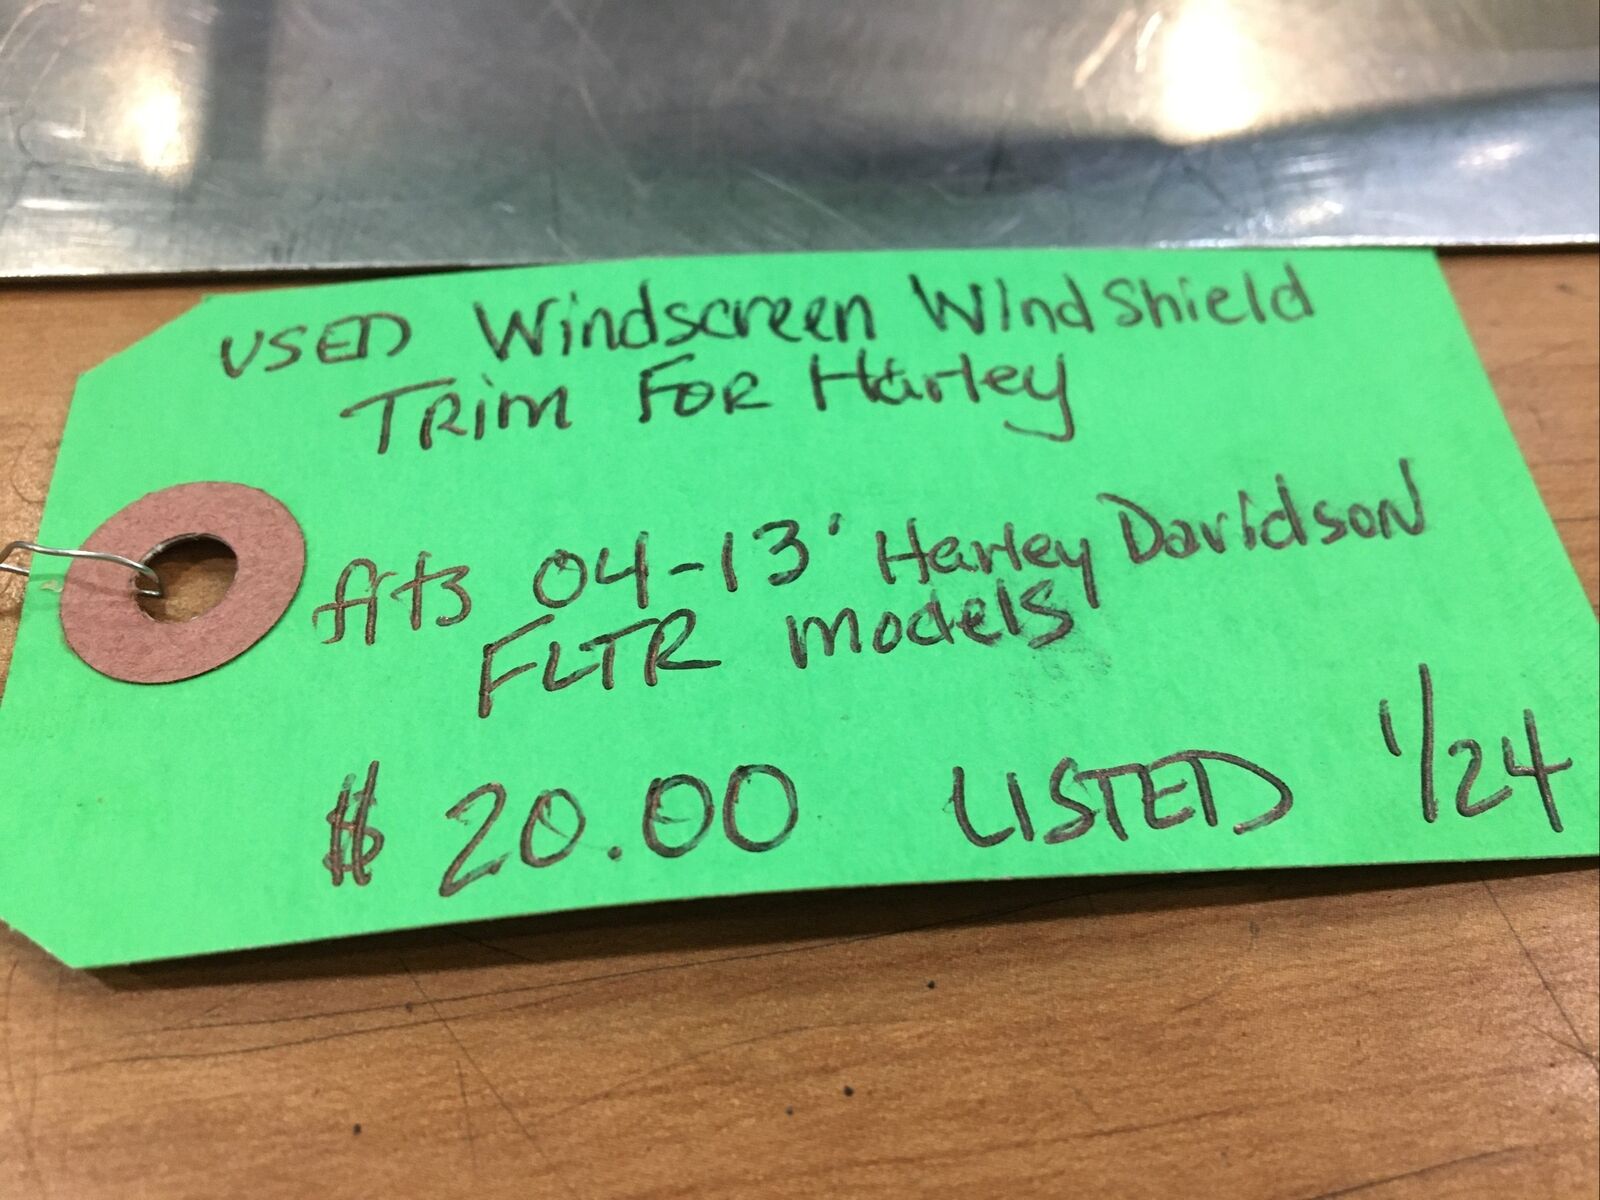 USED Windscreen WindShield
TRim FOR Harley
fits 04-13' Harley Davidson
FLTR models
$ 20.00 LISTED 1/24